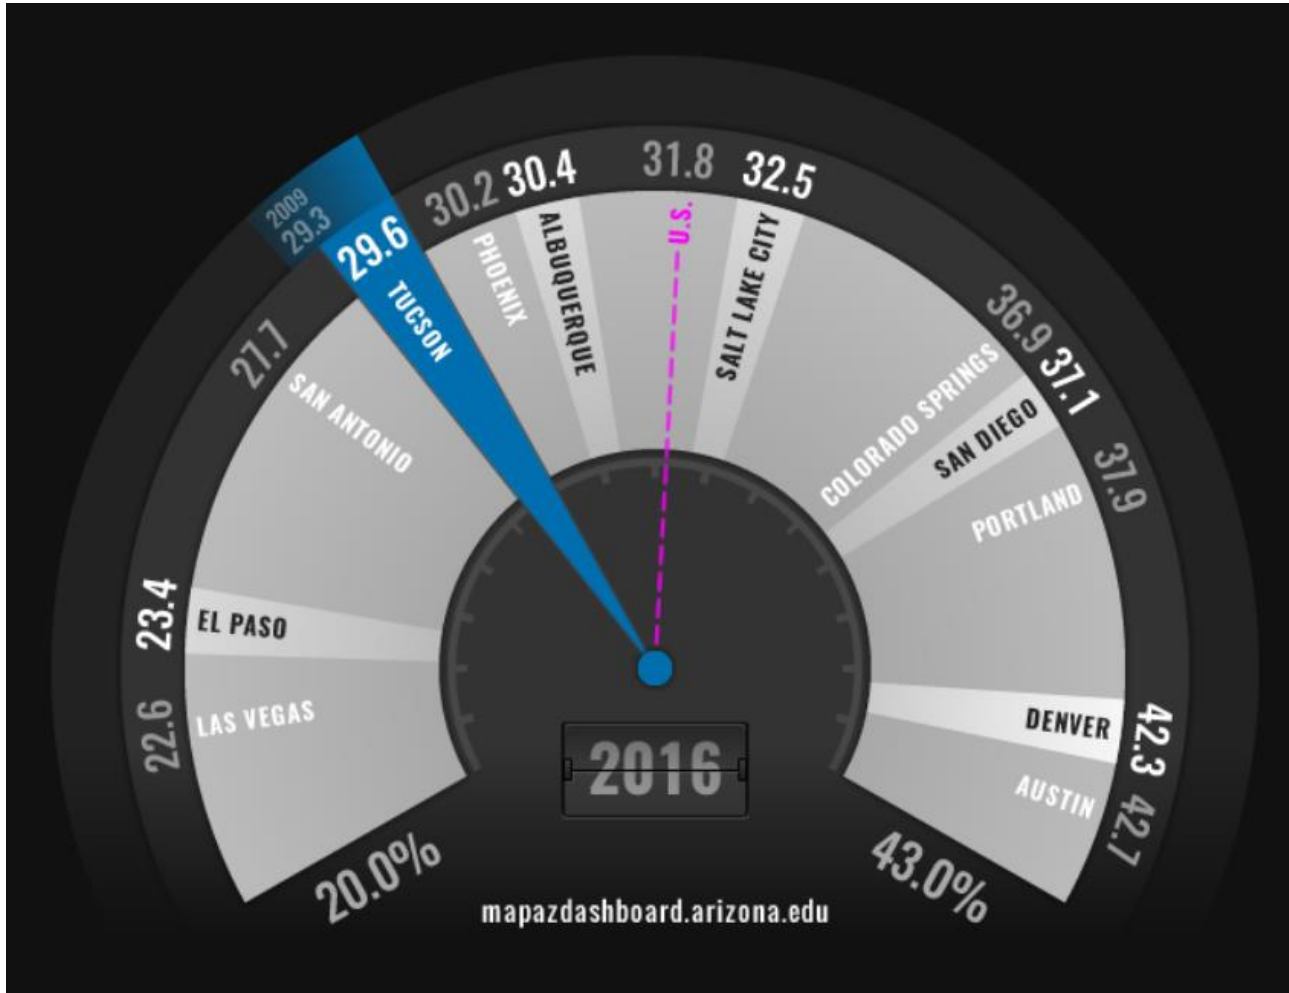 2009
29.3
29.6
TUCSON
30.2
PHOENIX
30.4
ALBUQUERQUE
31.8
U.S.
32.5
SALT LAKE CITY
27.7
SAN ANTONIO
36.9
COLORADO SPRINGS
37.1
SAN DIEGO
37.9
PORTLAND
23.4
EL PASO
22.6
LAS VEGAS
42.3
DENVER
42.7
AUSTIN
2016
20.0%
43.0%
mapazdashboard.arizona.edu